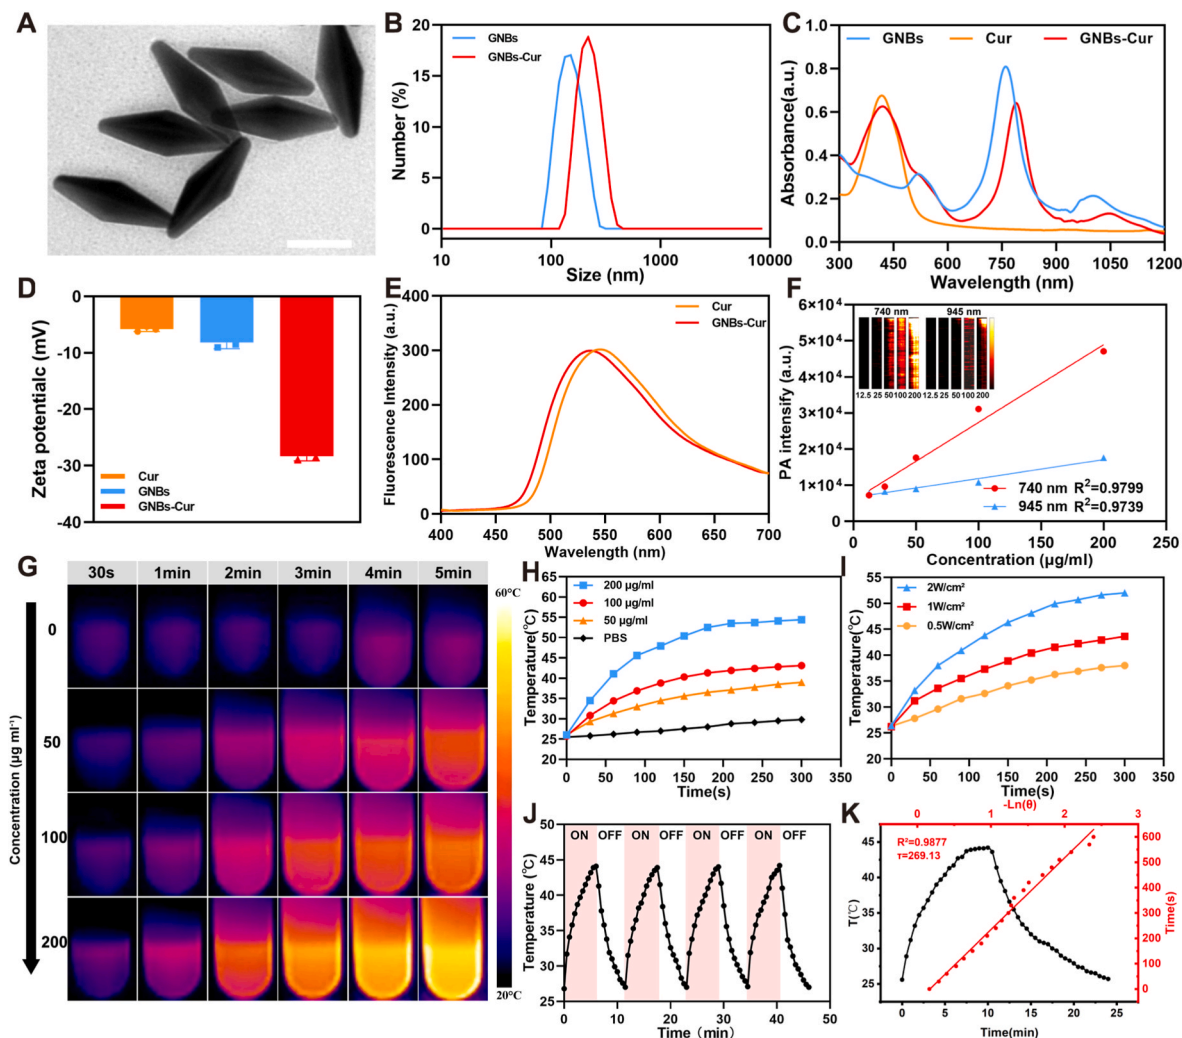 A
B
20
15
10
5
0
Number (%)
GNBs
GNBs-Cur
10
100
1000
10000
Size (nm)
C
GNBs
Cur
GNBs-Cur
1.0
0.8
0.6
0.4
0.2
0.0
Absorbance(a.u.)
300
450
600
750
900
1050
1200
Wavelength (nm)
D
0
-10
-20
-30
-40
Zeta potentialc (mV)
Cur
GNBs
GNBs-Cur
E
400
300
200
100
0
Fluorescence Intensity (a.u.)
Cur
GNBs-Cur
400
450
500
550
600
650
700
Wavelength (nm)
F
6×10⁴
5×10⁴
4×10⁴
3×10⁴
2×10⁴
1×10⁴
0
PA intensify (a.u.)
740 nm
945 nm
12.5 25 50 100 200
12.5 25 50 100 200
740 nm R²=0.9799
945 nm R²=0.9739
0
50
100
150
200
250
Concentration (μg/ml)
G
30s
1min
2min
3min
4min
5min
Concentration (μg ml⁻¹)
0
50
100
200
60°C
20°C
H
65
60
55
50
45
40
35
30
25
20
Temperature(℃)
200 μg/ml
100 μg/ml
50 μg/ml
PBS
0
50
100
150
200
250
300
350
Time(s)
I
55
50
45
40
35
30
25
20
Temperature(℃)
2W/cm²
1W/cm²
0.5W/cm²
0
50
100
150
200
250
300
350
Time(s)
J
45
40
35
30
25
Temperature (℃)
ON
OFF
ON
OFF
ON
OFF
ON
OFF
0
10
20
30
40
50
Time (min)
K
-Ln(θ)
0
1
2
3
45
40
35
30
25
T(℃)
R²=0.9877
τ=269.13
600
500
400
300
200
100
0
Time(s)
0
5
10
15
20
25
Time(min)